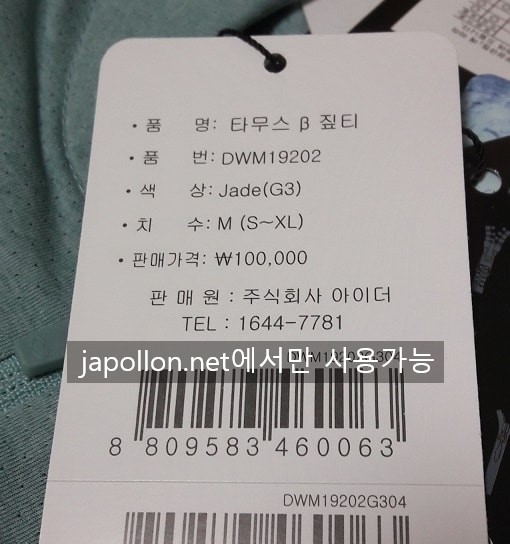 • 품 명: 타무스 β 짚티
• 품 번: DWM19202
• 색 상: Jade(G3)
• 치 수: M (S~XL)
• 판매가격: ₩100,000
판 매 원 : 주식회사 아이더
TEL : 1644-7781
DWM19202G304
japollon.net에서만 사용가능
8 809583 460063
DWM19202G304